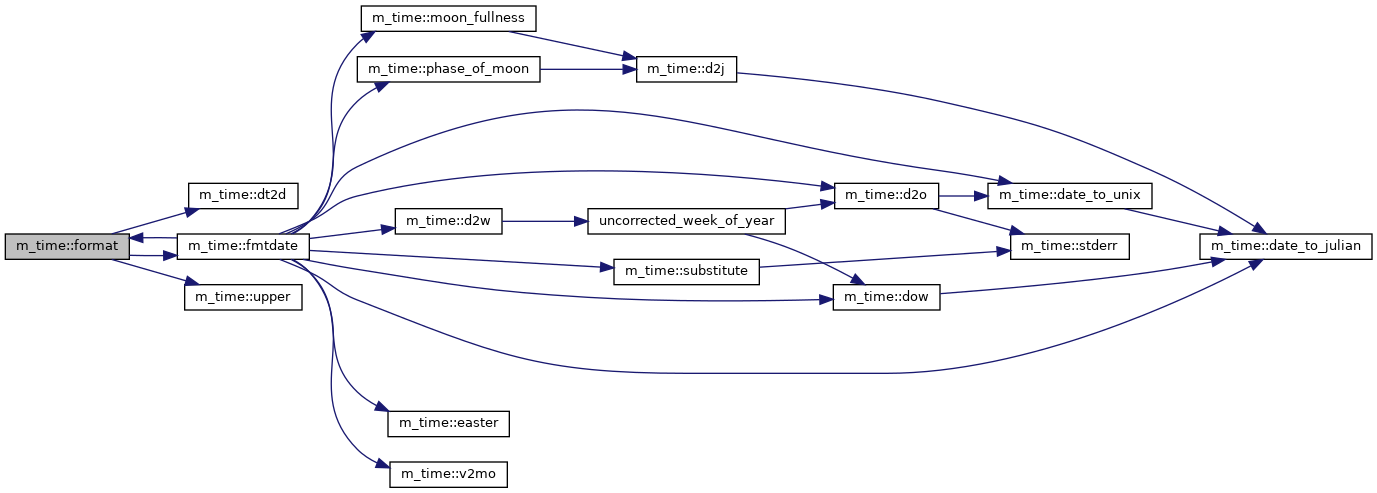 m_time::moon_fullness
m_time::phase_of_moon
m_time::d2j
m_time::dt2d
m_time::d2o
m_time::date_to_unix
m_time::d2w
uncorrected_week_of_year
m_time::format
m_time::fmtdate
m_time::stderr
m_time::date_to_julian
m_time::substitute
m_time::upper
m_time::dow
m_time::easter
m_time::v2mo